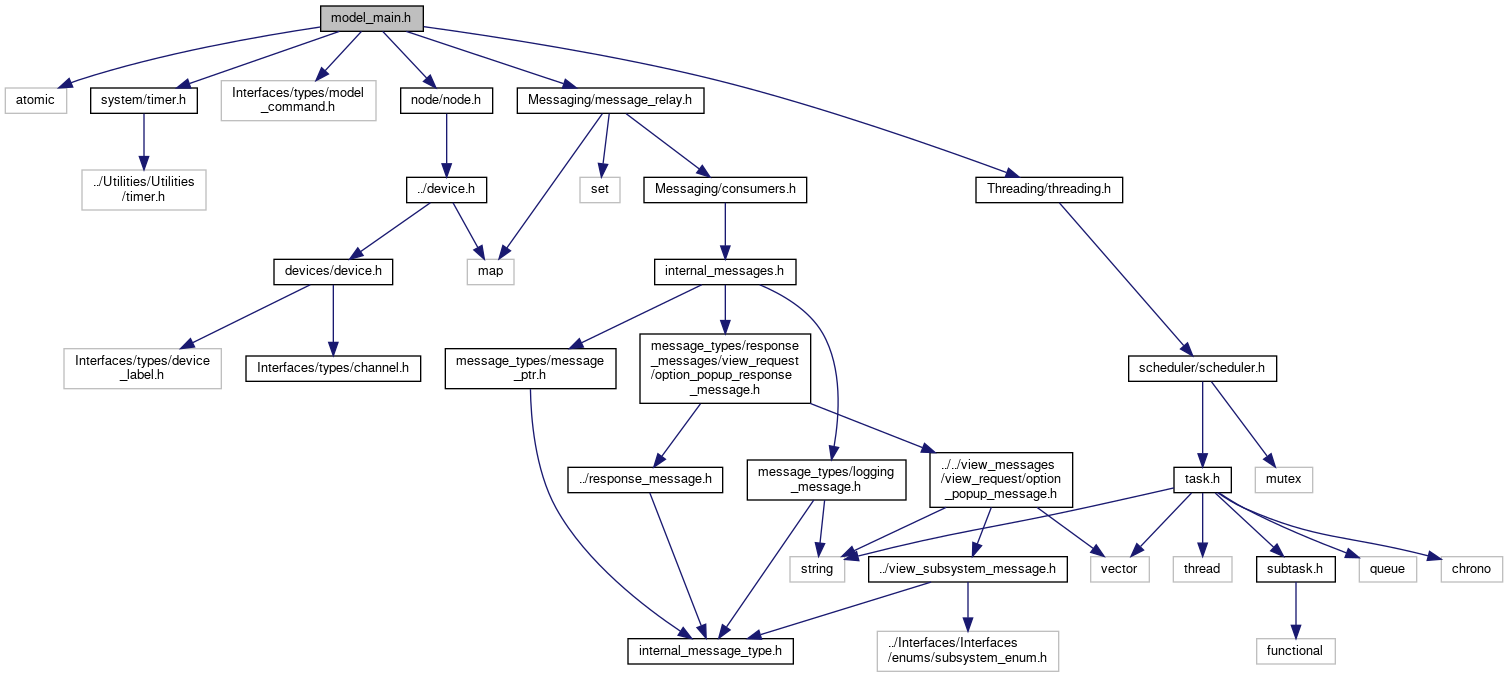 model_main.h
atomic
system/timer.h
Interfaces/types/model
_command.h
node/node.h
Messaging/message_relay.h
../Utilities/Utilities
/timer.h
../device.h
set
Messaging/consumers.h
Threading/threading.h
devices/device.h
map
internal_messages.h
Interfaces/types/device
_label.h
Interfaces/types/channel.h
message_types/message
_ptr.h
message_types/response
_messages/view_request
/option_popup_response
_message.h
scheduler/scheduler.h
../response_message.h
message_types/logging
_message.h
../../view_messages
/view_request/option
_popup_message.h
task.h
mutex
string
../view_subsystem_message.h
vector
thread
subtask.h
queue
chrono
internal_message_type.h
../Interfaces/Interfaces
/enums/subsystem_enum.h
functional